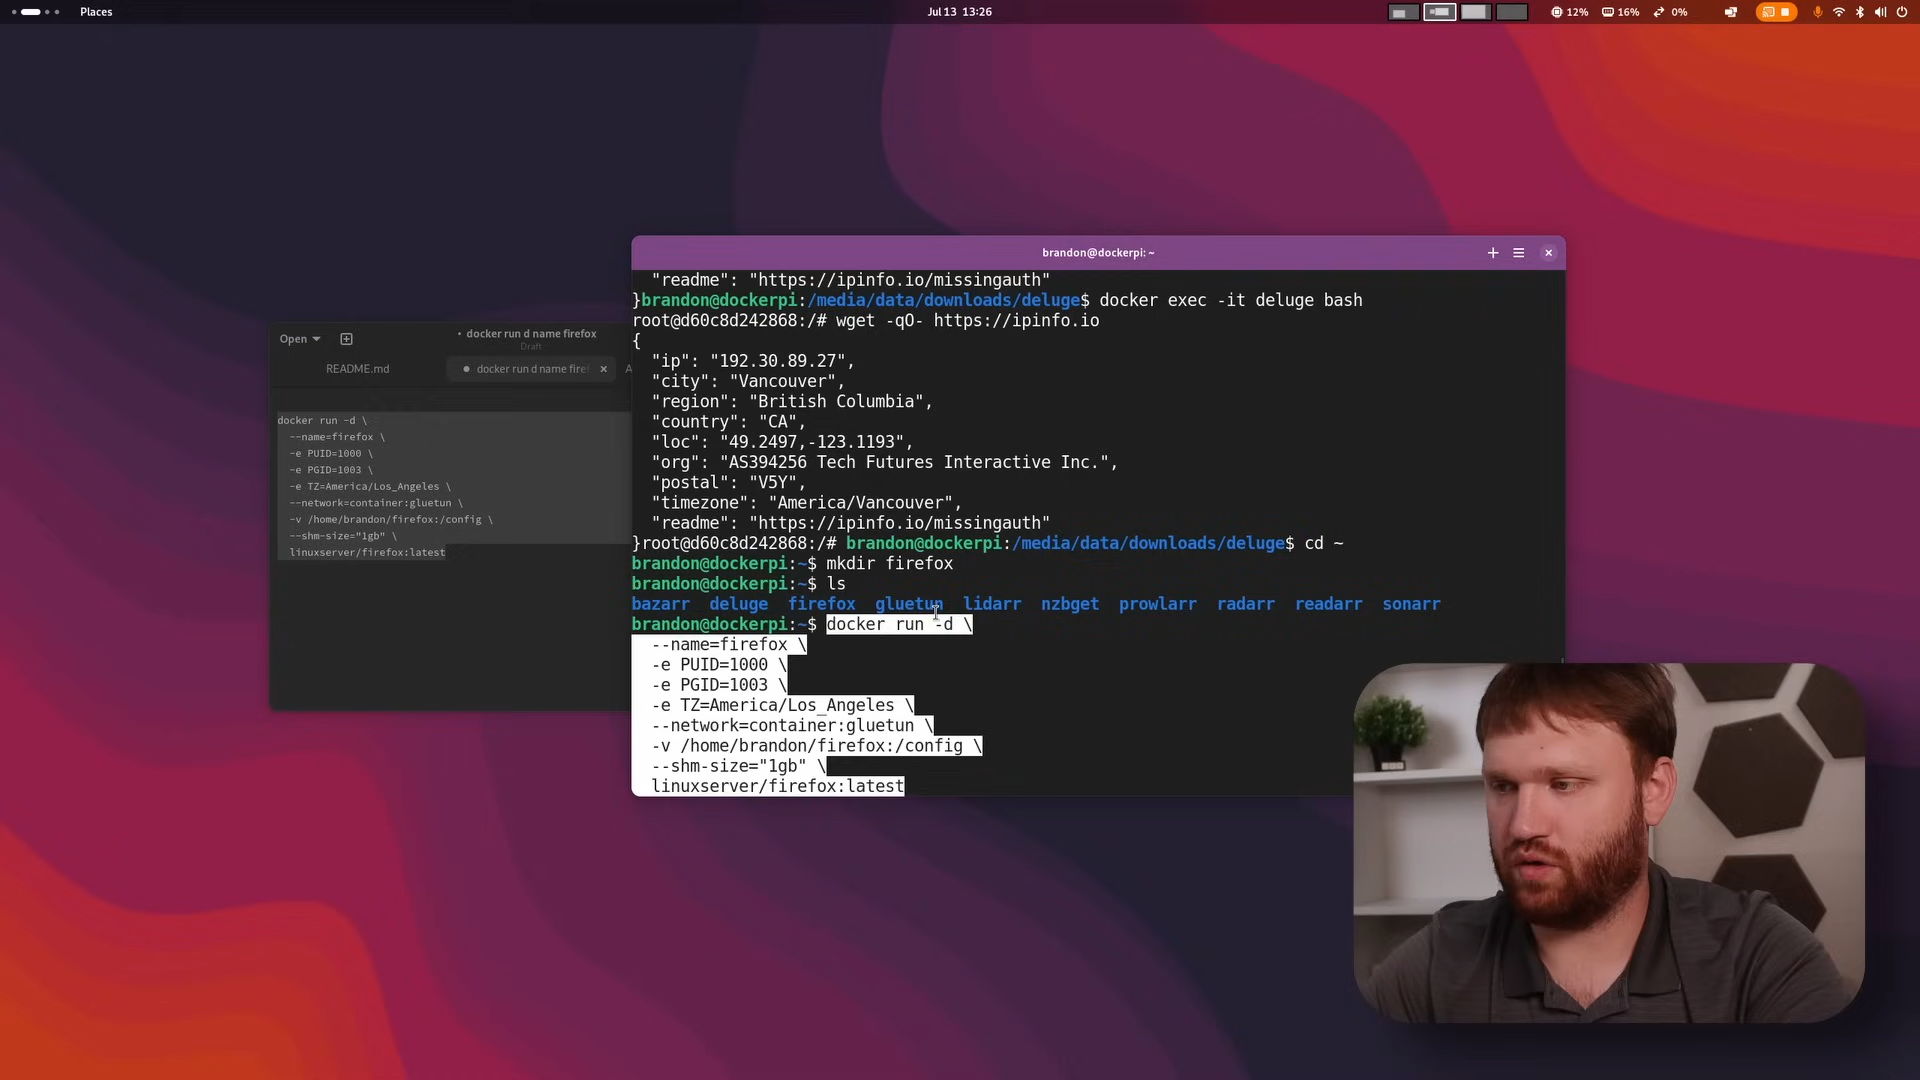 Places
Jul 13 13:26
12%
16%
0%
brandon@dockerpi: ~
"readme": "https://ipinfo.io/missingauth"
}brandon@dockerpi:/media/data/downloads/deluge$ docker exec -it deluge bash
root@d60c8d242868:/# wget -qO- https://ipinfo.io
{
"ip": "192.30.89.27",
"city": "Vancouver",
"region": "British Columbia",
"country": "CA",
"loc": "49.2497,-123.1193",
"org": "AS394256 Tech Futures Interactive Inc.",
"postal": "V5Y",
"timezone": "America/Vancouver",
"readme": "https://ipinfo.io/missingauth"
}root@d60c8d242868:/# brandon@dockerpi:/media/data/downloads/deluge$ cd ~
brandon@dockerpi:~$ mkdir firefox
brandon@dockerpi:~$ ls
bazarr deluge firefox gluetun lidarr nzbget prowlarr radarr readarr sonarr
brandon@dockerpi:~$ docker run -d \
--name=firefox \
-e PUID=1000 \
-e PGID=1003 \
-e TZ=America/Los_Angeles \
--network=container:gluetun \
-v /home/brandon/firefox:/config \
--shm-size="1gb" \
linuxserver/firefox:latest
Open
• docker run d name firefox
Draft
README.md
docker run d name fire
A
docker run -d \
--name=firefox \
-e PUID=1000 \
-e PGID=1003 \
-e TZ=America/Los_Angeles \
--network=container:gluetun \
-v /home/brandon/firefox:/config \
--shm-size="1gb" \
linuxserver/firefox:latest